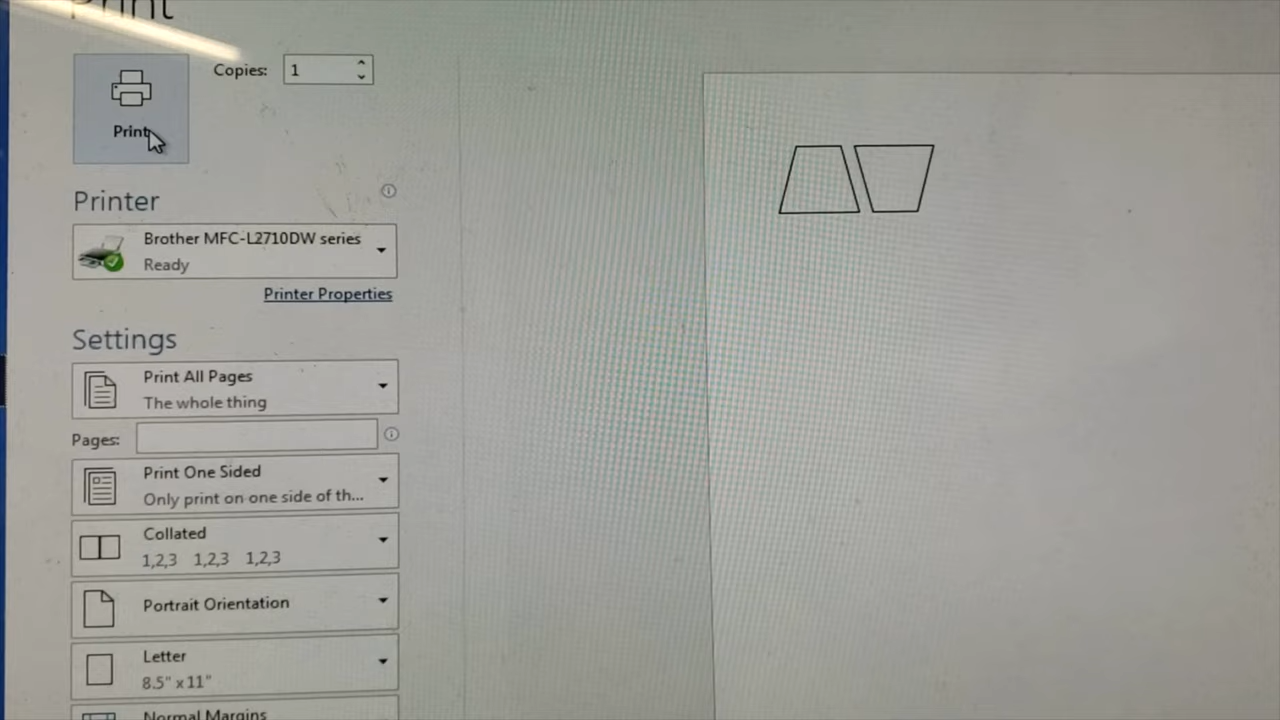 Print
Copies: 1
Print
Printer
Brother MFC-L2710DW series
Ready
Printer Properties
Settings
Print All Pages
The whole thing
Pages:
Print One Sided
Only print on one side of th...
Collated
1,2,3 1,2,3 1,2,3
Portrait Orientation
Letter
8.5" x 11"
Normal Margins